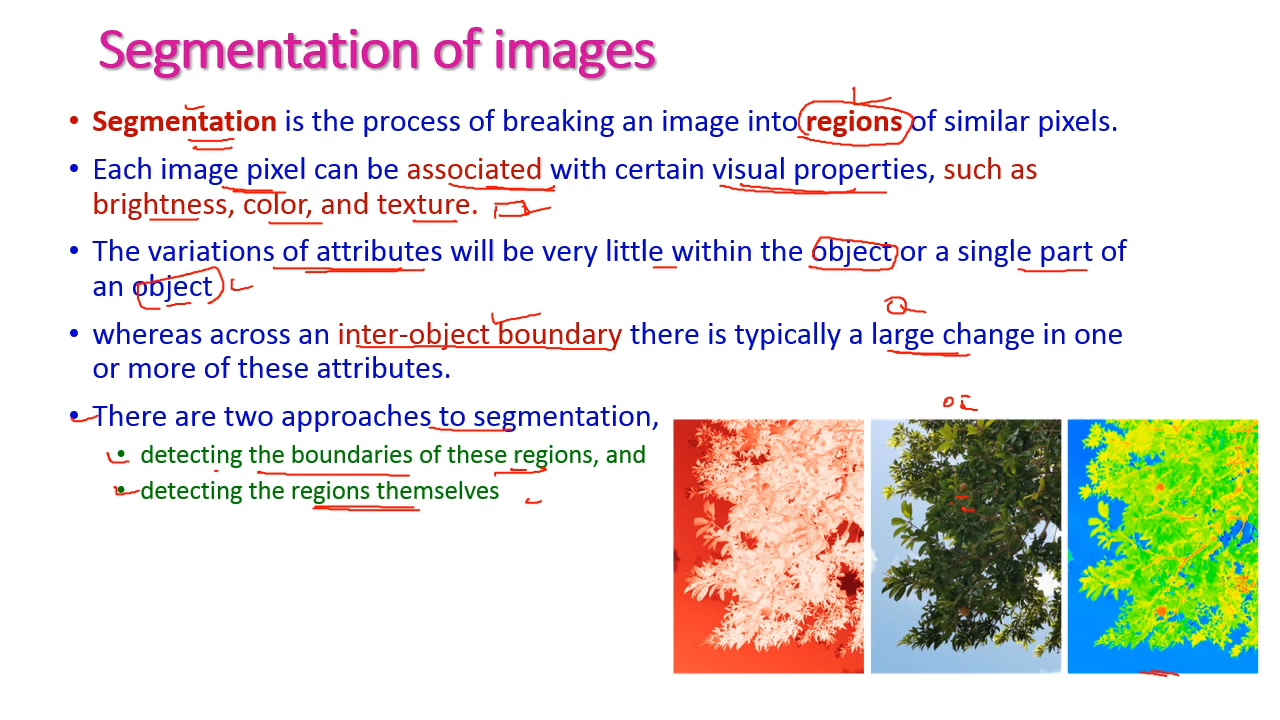 Segmentation of images
• Segmentation is the process of breaking an image into regions of similar pixels.
• Each image pixel can be associated with certain visual properties, such as
brightness, color, and texture.
• The variations of attributes will be very little within the object or a single part of
an object
• whereas across an inter-object boundary there is typically a large change in one
or more of these attributes.
• There are two approaches to segmentation,
• detecting the boundaries of these regions, and
• detecting the regions themselves